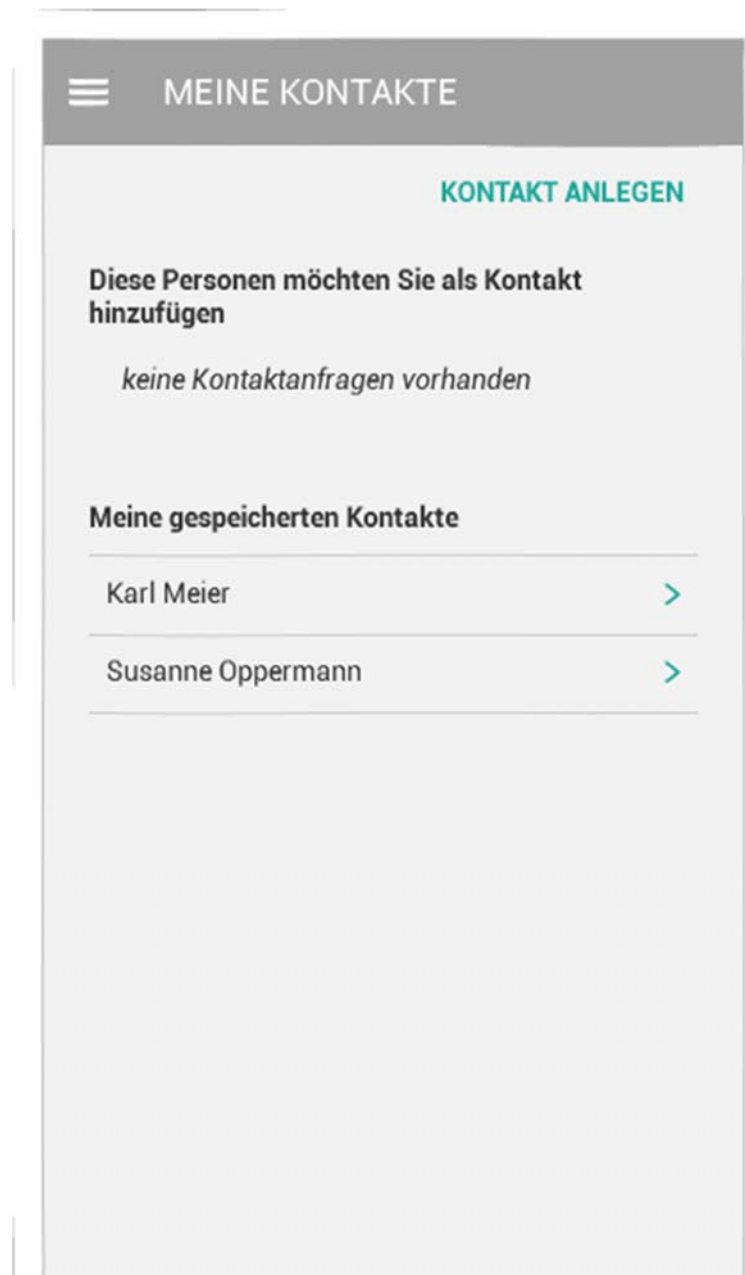 MEINE KONTAKTE
KONTAKT ANLEGEN
Diese Personen möchten Sie als Kontakt
hinzufügen
keine Kontaktanfragen vorhanden
Meine gespeicherten Kontakte
Karl Meier
Susanne Oppermann